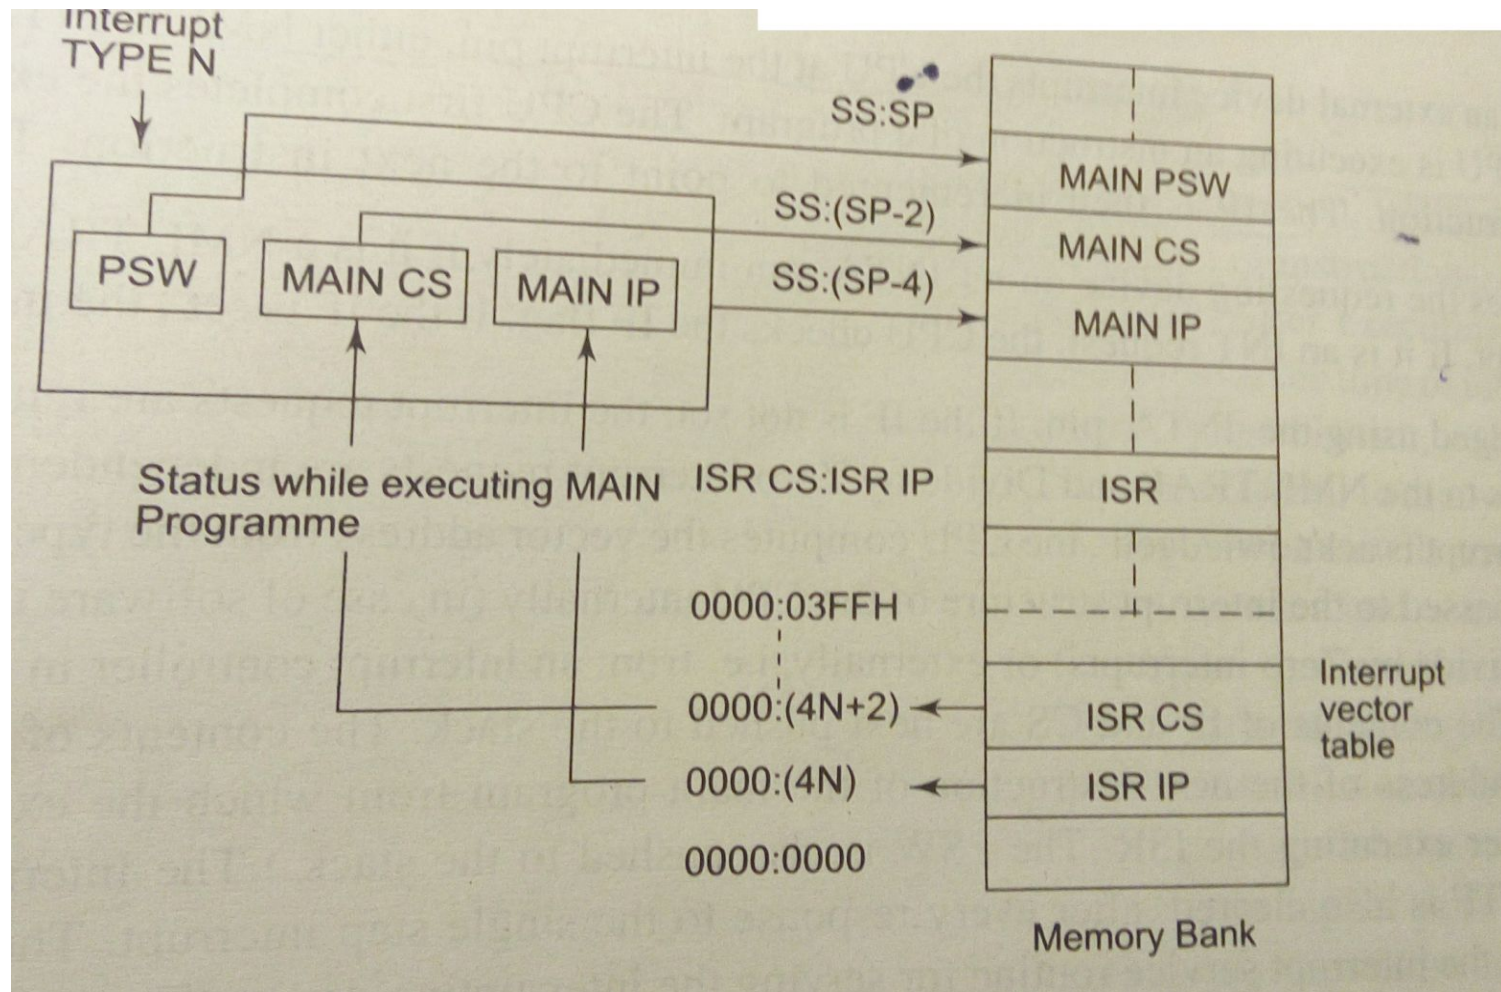 Interrupt
TYPE N
SS:SP
MAIN PSW
SS:(SP-2)
MAIN CS
SS:(SP-4)
MAIN IP
PSW
MAIN CS
MAIN IP
Status while executing MAIN
Programme
ISR CS:ISR IP
ISR
0000:03FFH
0000:(4N+2)
ISR CS
0000:(4N)
ISR IP
0000:0000
Interrupt
vector
table
Memory Bank